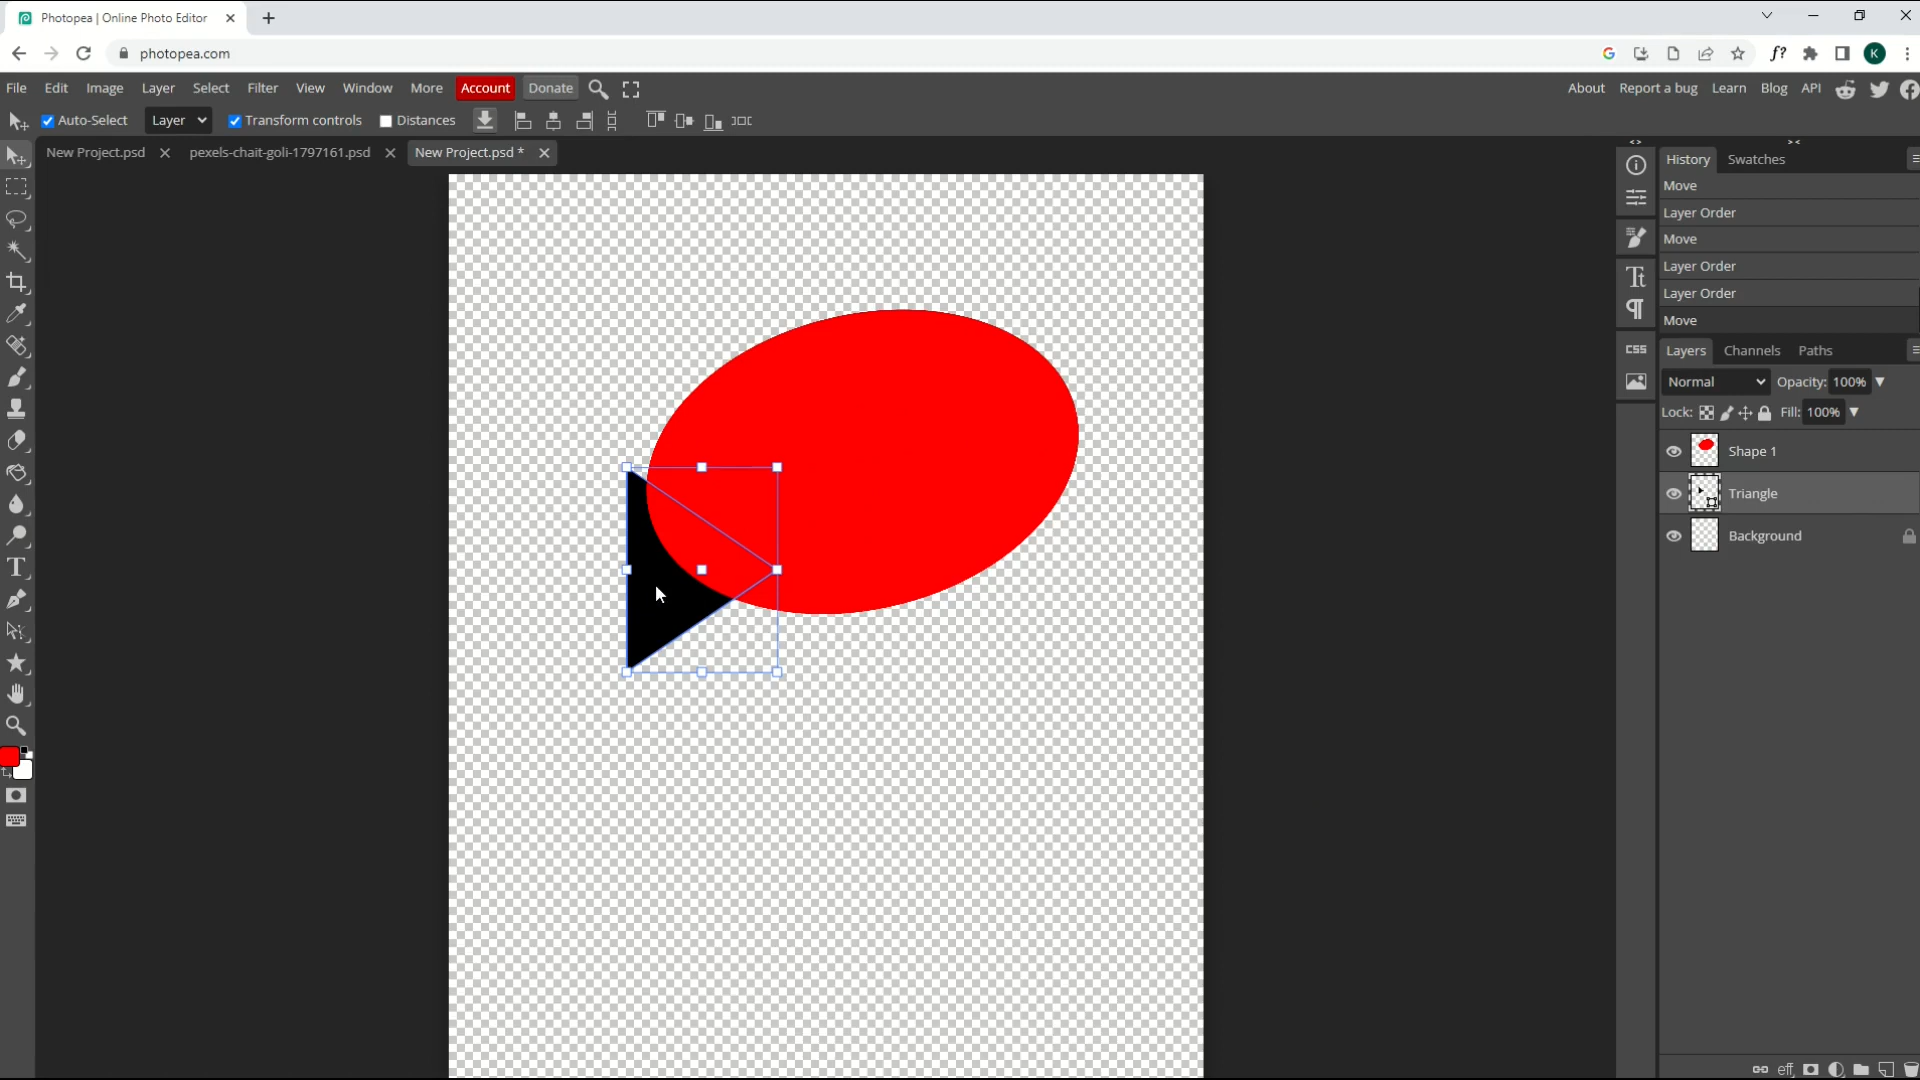 Photopea | Online Photo Editor
photopea.com
f?
K
File Edit Image Layer Select Filter View Window More Account Donate About Report a bug Learn Blog API
Auto-Select Layer Transform controls Distances
New Project.psd pexels-chait-goli-1797161.psd New Project.psd *
History Swatches
Move
Layer Order
Move
Layer Order
Layer Order
Move
CSS
Layers Channels Paths
Normal Opacity: 100%
Lock: Fill: 100%
Shape 1
Triangle
Background
eff